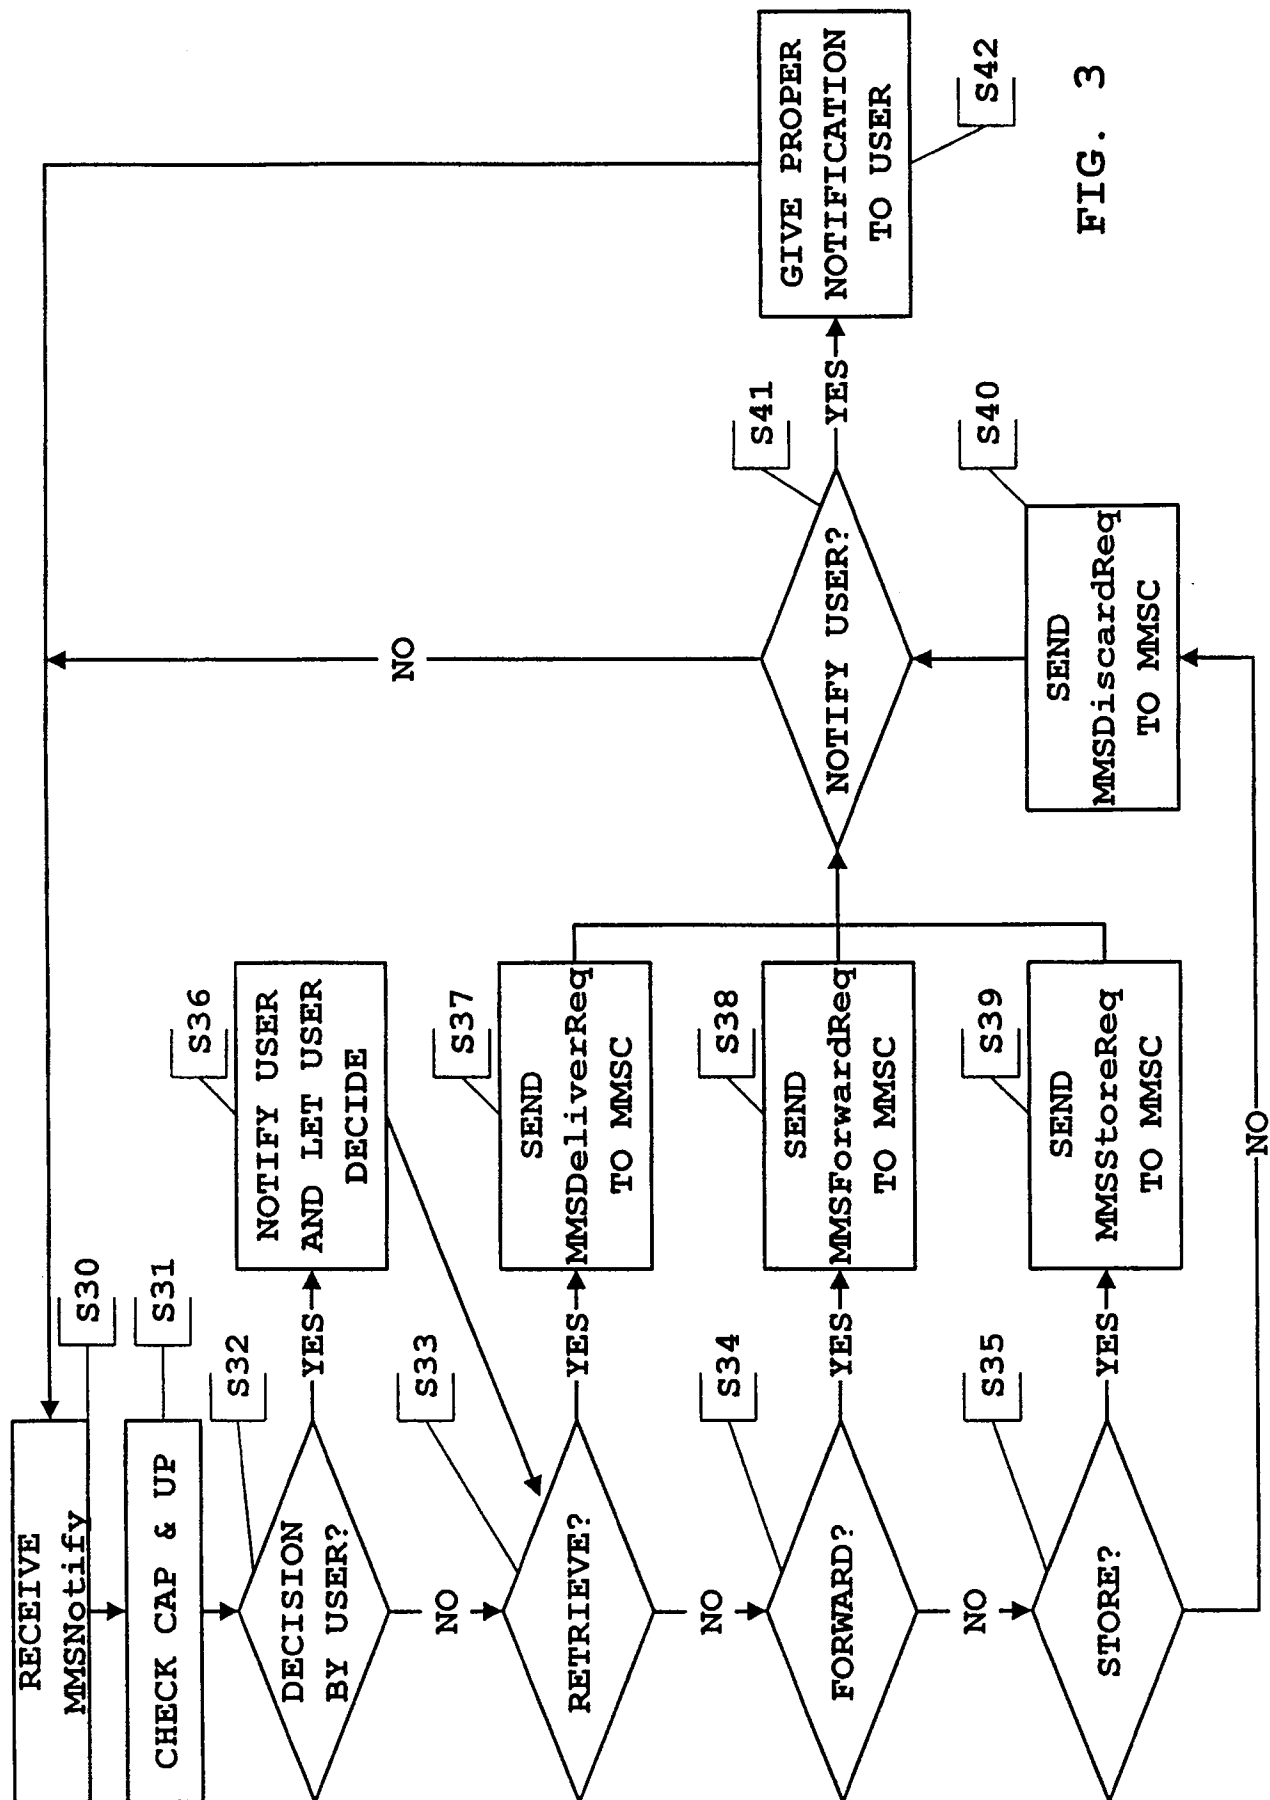 RECEIVE
MMSNotify
S30
CHECK CAP & UP
S31
DECISION
BY USER?
S32
YES
NOTIFY USER
AND LET USER
DECIDE
S36
NO
RETRIEVE?
S33
YES
SEND
MMSDeliverReq
TO MMSC
S37
NO
FORWARD?
S34
YES
SEND
MMSForwardReq
TO MMSC
S38
NO
STORE?
S35
YES
SEND
MMSStoreReq
TO MMSC
S39
NO
SEND
MMSDiscardReq
TO MMSC
S40
NOTIFY USER?
S41
NO
YES
GIVE PROPER
NOTIFICATION
TO USER
S42
FIG. 3